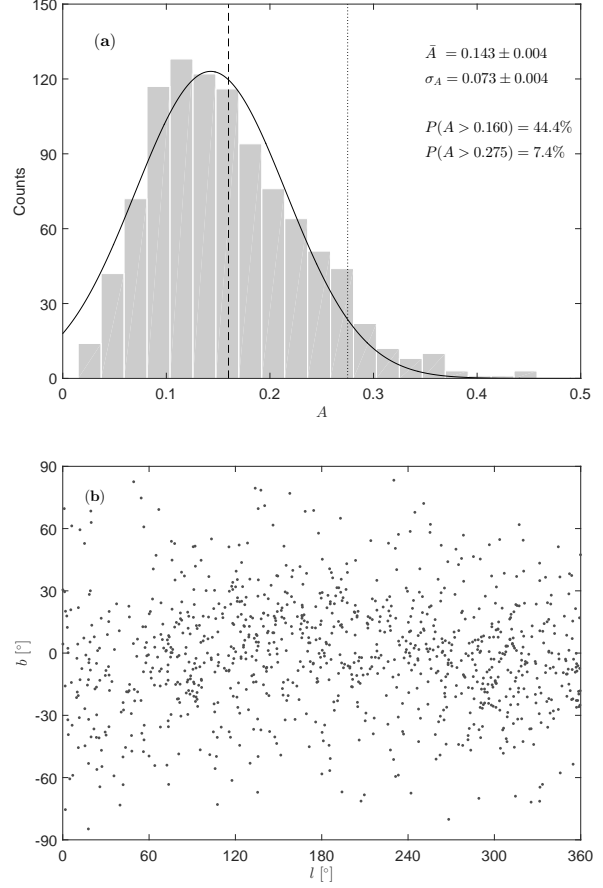 150
120
90
60
30
0
Counts
(a)
Ā = 0.143 ± 0.004
σ_A = 0.073 ± 0.004
P(A > 0.160) = 44.4%
P(A > 0.275) = 7.4%
0 0.1 0.2 0.3 0.4 0.5
A
90
60
30
0
-30
-60
-90
b [°]
(b)
0 60 120 180 240 300 360
l [°]